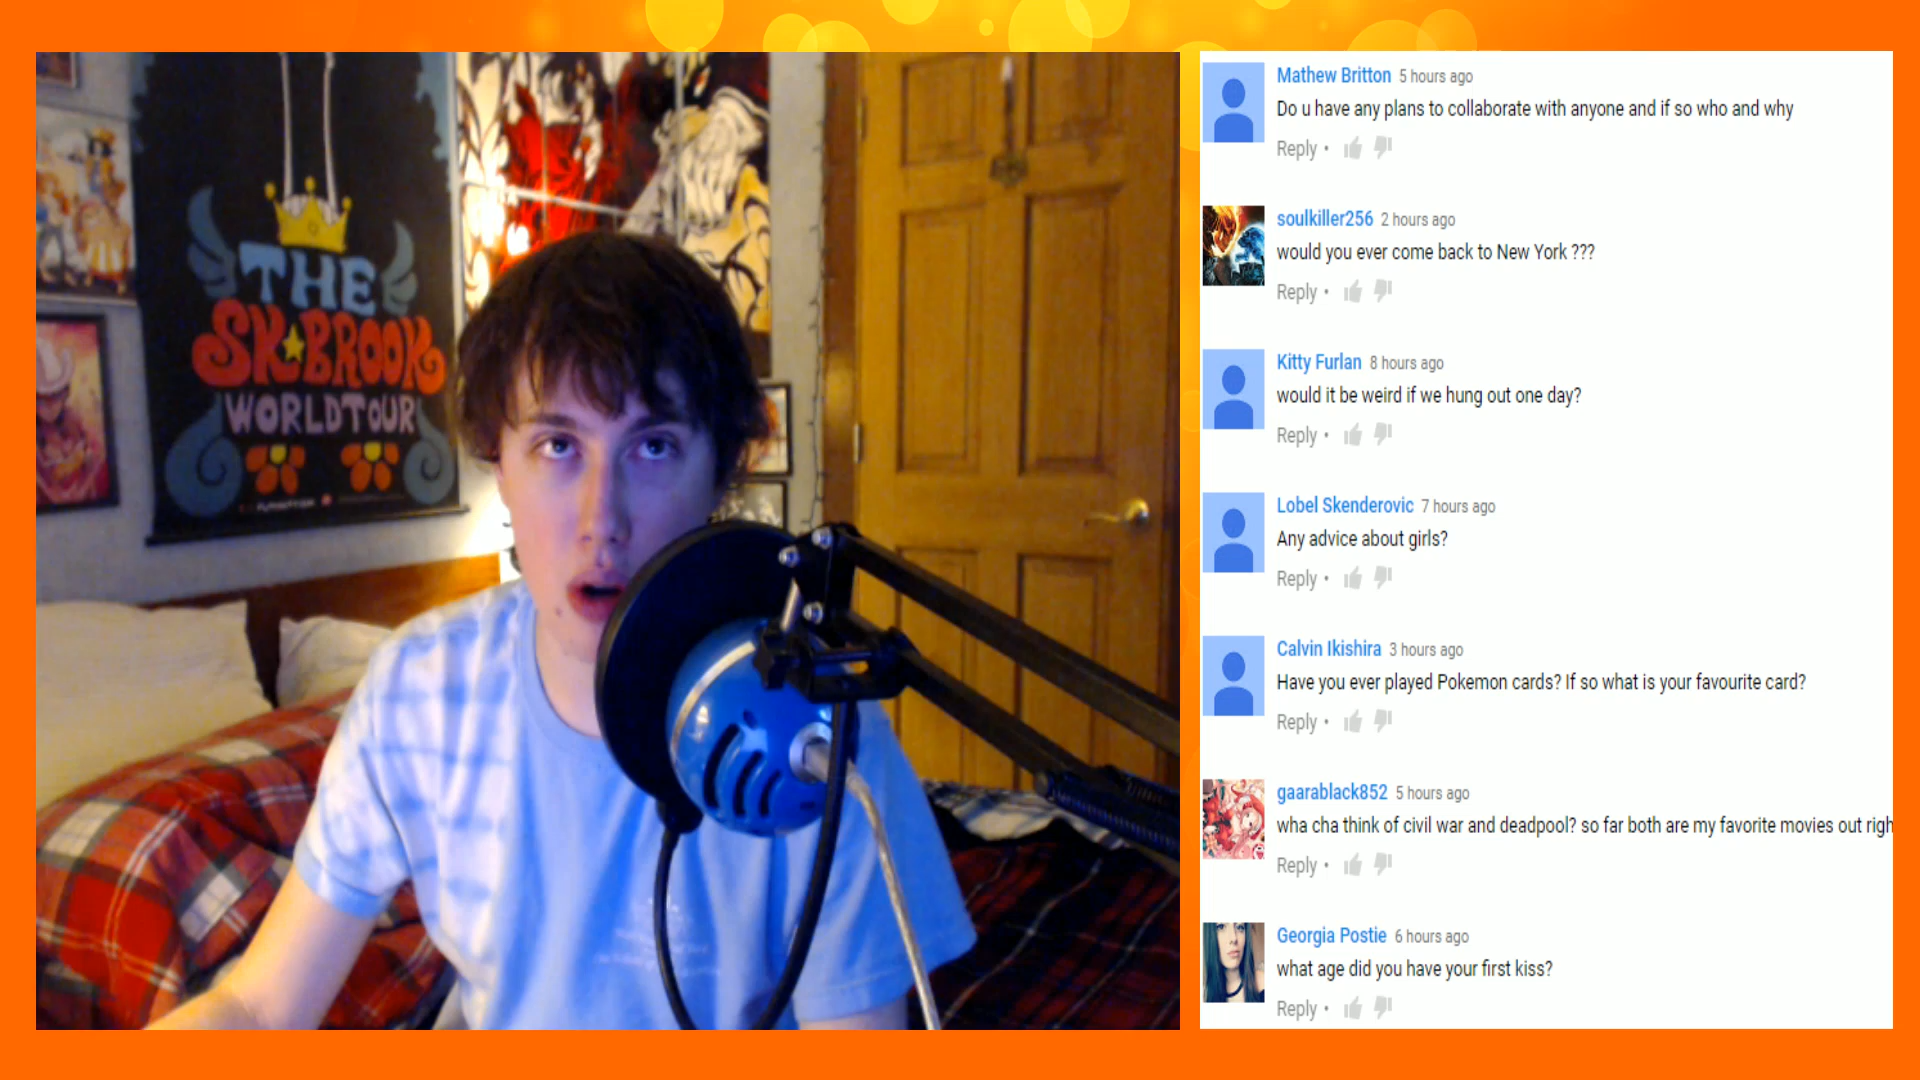 THE
SK★BROOK
WORLD TOUR
Mathew Britton 5 hours ago
Do u have any plans to collaborate with anyone and if so who and why
Reply •
soulkiller256 2 hours ago
would you ever come back to New York ???
Reply •
Kitty Furlan 8 hours ago
would it be weird if we hung out one day?
Reply •
Lobel Skenderovic 7 hours ago
Any advice about girls?
Reply •
Calvin Ikishira 3 hours ago
Have you ever played Pokemon cards? If so what is your favourite card?
Reply •
gaarablack852 5 hours ago
wha cha think of civil war and deadpool? so far both are my favorite movies out righ
Reply •
Georgia Postie 6 hours ago
what age did you have your first kiss?
Reply •